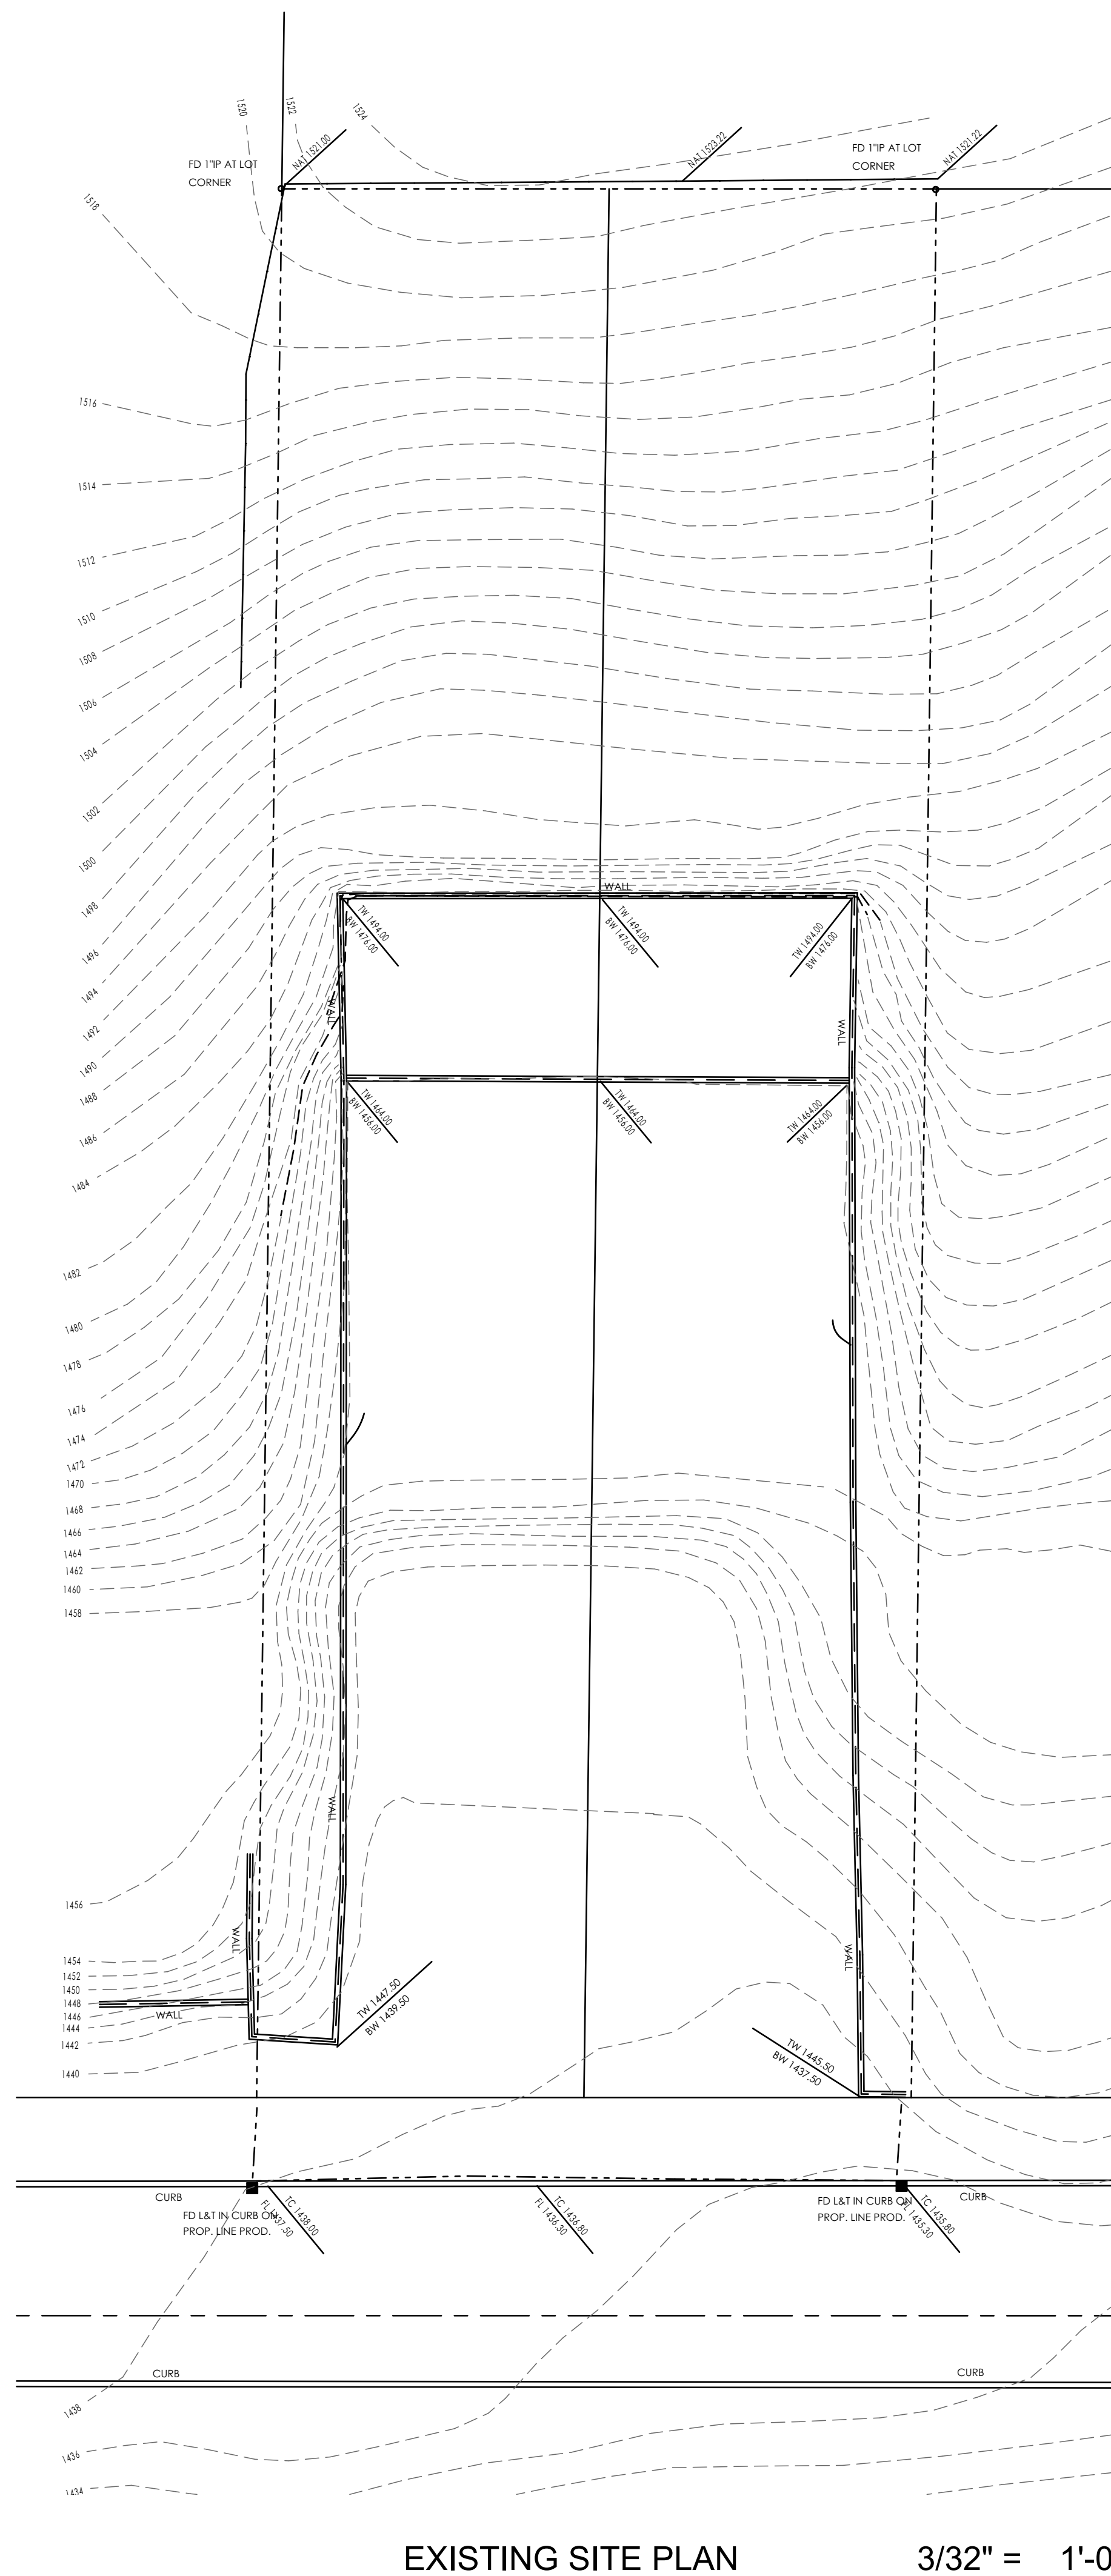 1520
1522
1524
FD 1"IP AT LOT
CORNER
NAT 1521.00
NAT 1523.22
FD 1"IP AT LOT
CORNER
NAT 1521.22
1518
1516
1514
1512
1510
1508
1506
1504
1502
1500
1498
1496
1494
1492
1490
1488
1486
1484
1482
1480
1478
1476
1474
1472
1470
1468
1466
1464
1462
1460
1458
1456
1454
1452
1450
1448
1446
1444
1442
1440
WALL
TW 1494.00
BW 1476.00
TW 1494.00
BW 1476.00
TW 1494.00
BW 1476.00
WALL
WALL
TW 1464.00
BW 1456.00
TW 1464.00
BW 1456.00
TW 1464.00
BW 1456.00
WALL
WALL
WALL
WALL
TW 1447.50
BW 1439.50
TW 1445.50
BW 1437.50
CURB
FD L&T IN CURB ON
PROP. LINE PROD.
TC 1438.00
FL 1437.50
TC 1436.80
FL 1436.30
FD L&T IN CURB ON
PROP. LINE PROD.
TC 1435.80
FL 1435.30
CURB
CURB
CURB
1438
1436
1434
EXISTING SITE PLAN
3/32" = 1'-0